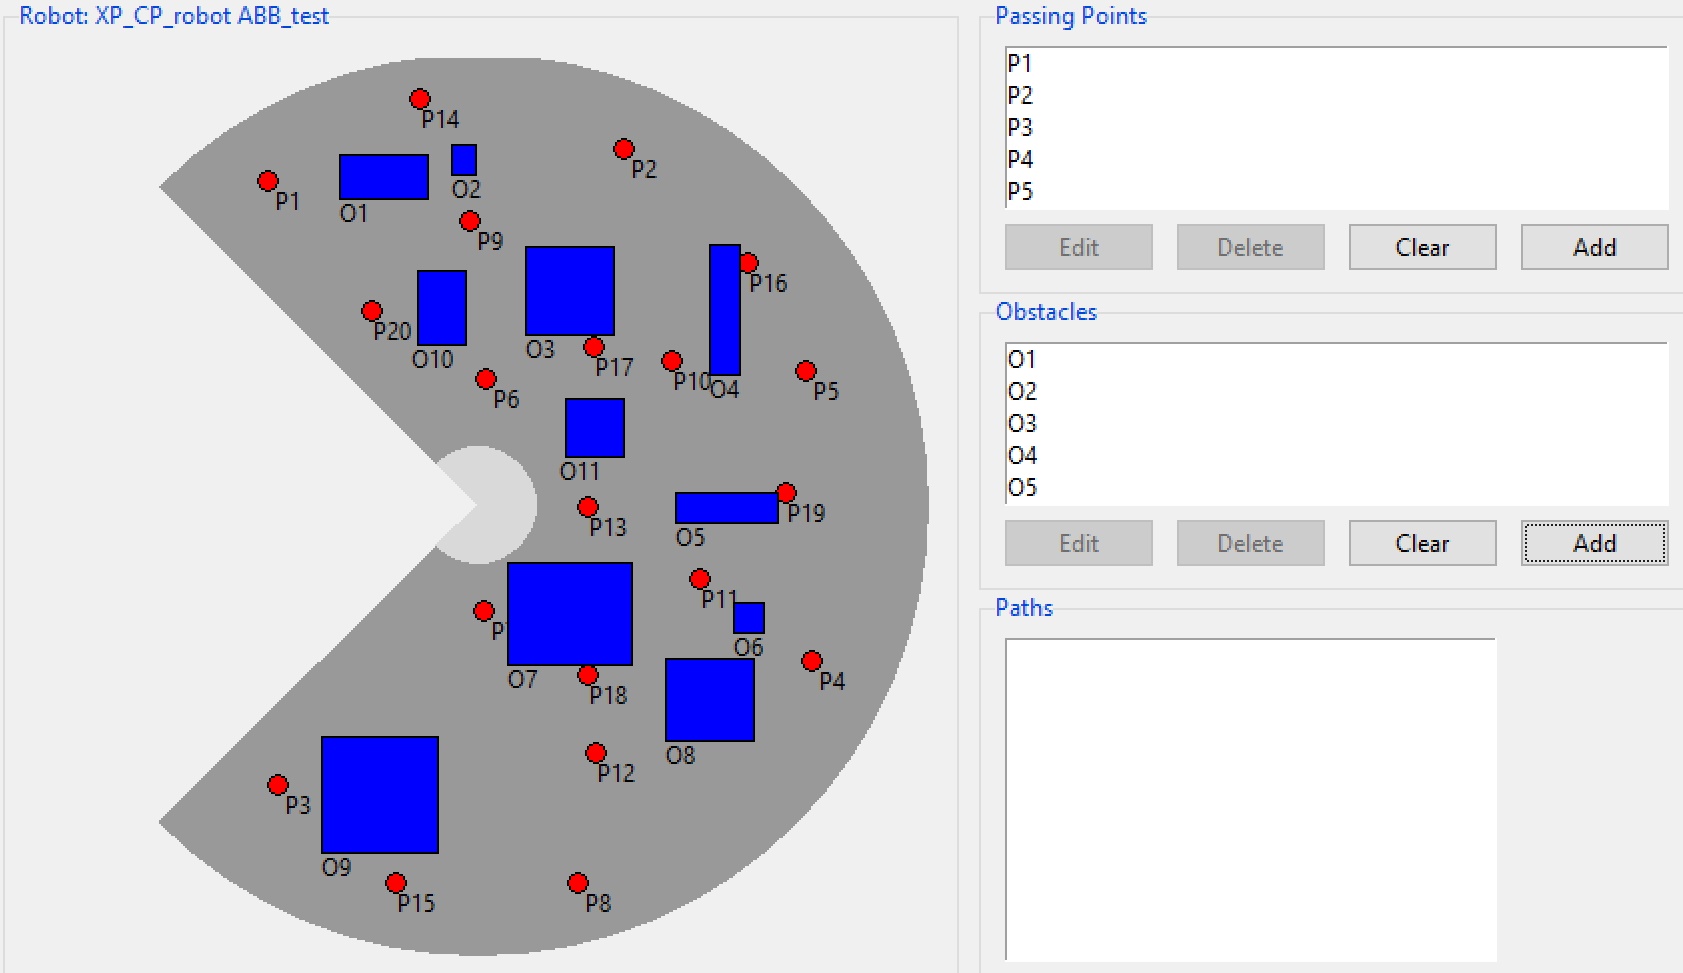 Robot: XP_CP_robot ABB_test
P14
P2
P1
O1
O2
P9
P16
P20
O10
O3
P17
P10
O4
P5
P6
O11
P13
O5
P19
P11
O6
O7
P18
P4
O8
P12
P3
O9
P15
P8
Passing Points
P1
P2
P3
P4
P5
Edit Delete Clear Add
Obstacles
O1
O2
O3
O4
O5
Edit Delete Clear Add
Paths